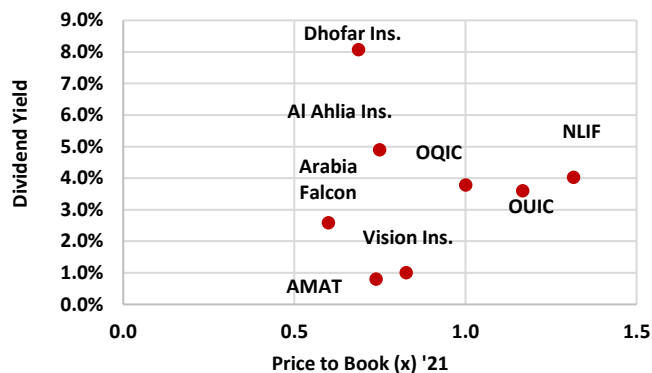 9.0%
Dhofar Ins.
8.0%
7.0%
Al Ahlia Ins.
6.0%
NLIF
5.0%
OQIC
Arabia
Falcon
4.0%
3.0%
OUIC
Vision Ins.
2.0%
1.0%
AMAT
0.0%
Dividend Yield
0.0 0.5 1.0 1.5
Price to Book (x) '21